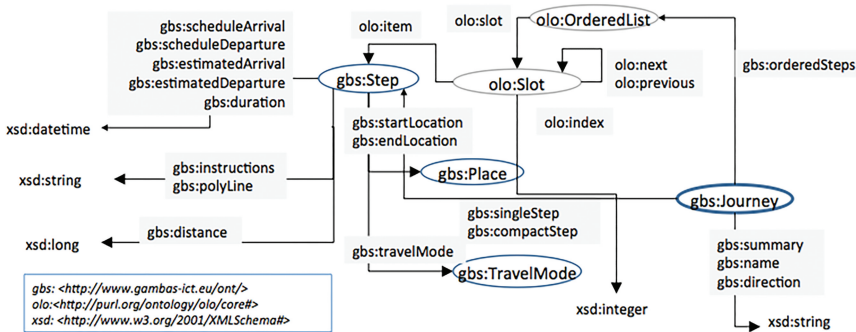 gbs:scheduleArrival
gbs:scheduleDeparture
gbs:estimatedArrival
gbs:estimatedDeparture
gbs:duration
olo:item
olo:slot
olo:OrderedList
gbs:Step
olo:Slot
olo:next
olo:previous
gbs:orderedSteps
xsd:datetime
gbs:startLocation
gbs:endLocation
olo:index
gbs:instructions
gbs:polyLine
xsd:string
gbs:Place
gbs:Journey
gbs:distance
xsd:long
gbs:singleStep
gbs:compactStep
gbs:travelMode
gbs:TravelMode
gbs:summary
gbs:name
gbs:direction
xsd:integer
xsd:string
gbs: <http://www.gambas-ict.eu/ont/>
olo:<http://purl.org/ontology/olo/core#>
xsd: <http://www.w3.org/2001/XMLSchema#>